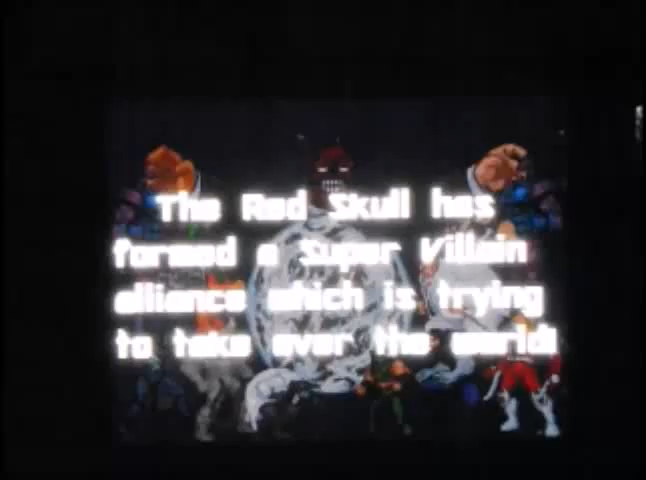 The Red Skull has
formed a Super Villain
alliance which is trying
to take over the world!